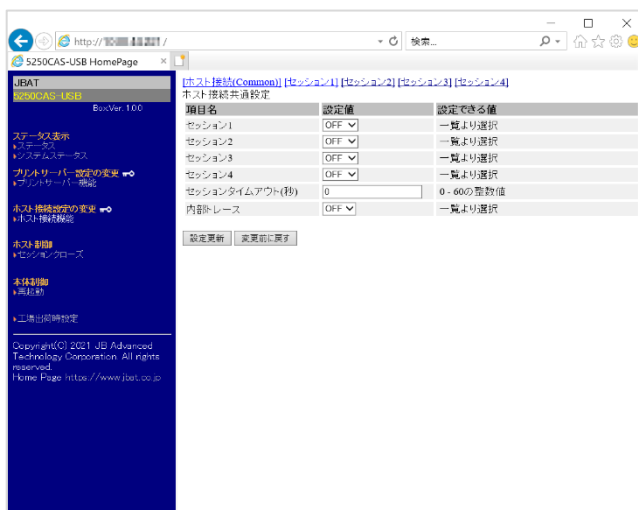 http://
検索...
5250CAS-USB HomePage
JBAT
5250CAS-USB
BoxVer. 1.0.0
ステータス表示
ステータス
システムステータス
プリントサーバー設定の変更
プリントサーバー機能
ホスト接続設定の変更
ホスト接続機能
ホスト制御
セッションクローズ
本体制御
再起動
工場出荷時設定
Copyright(C) 2021 JB Advanced
Technology Corporation. All rights
reserved.
Home Page https://www.jbat.co.jp
[ホスト接続(Common)] [セッション1] [セッション2] [セッション3] [セッション4]
ホスト接続共通設定
項目名 設定値 設定できる値
セッション1 OFF 一覧より選択
セッション2 OFF 一覧より選択
セッション3 OFF 一覧より選択
セッション4 OFF 一覧より選択
セッションタイムアウト(秒) 0 0 - 60の整数値
内部トレース OFF 一覧より選択
設定更新 変更前に戻す